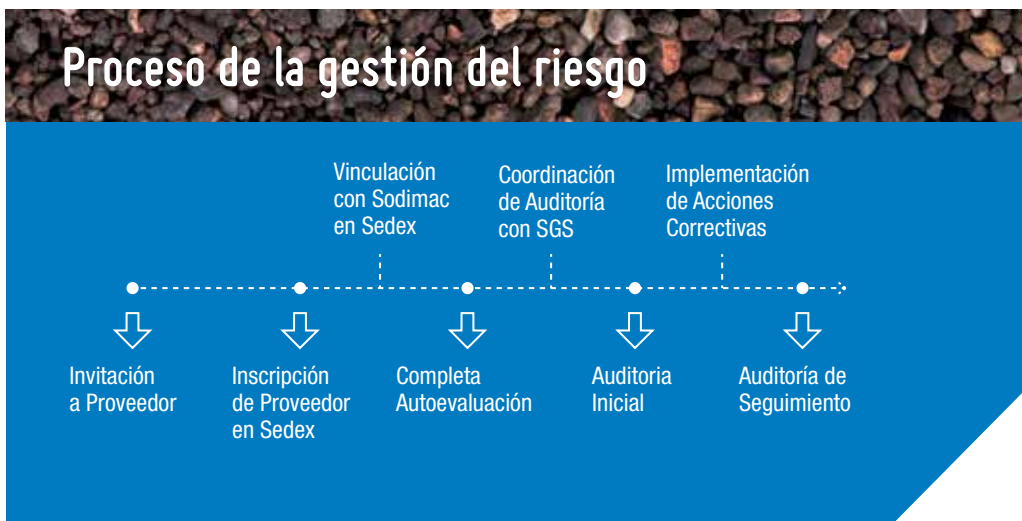 Proceso de la gestión del riesgo
Vinculación
con Sodimac
en Sedex
Coordinación
de Auditoría
con SGS
Implementación
de Acciones
Correctivas
Invitación
a Proveedor
Inscripción
de Proveedor
en Sedex
Completa
Autoevaluación
Auditoria
Inicial
Auditoría de
Seguimiento